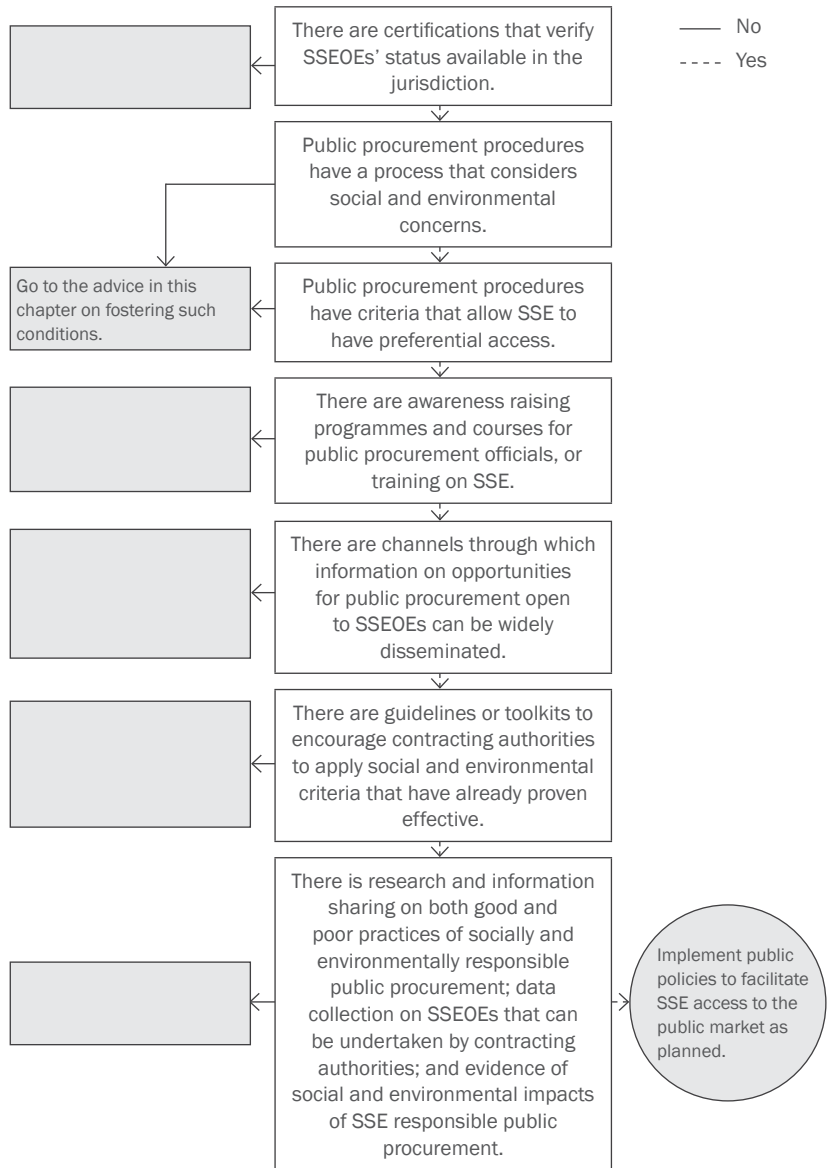 There are certifications that verify
SSEOEs’ status available in the
jurisdiction.
No
Yes
Public procurement procedures
have a process that considers
social and environmental
concerns.
Go to the advice in this
chapter on fostering such
conditions.
Public procurement procedures
have criteria that allow SSE to
have preferential access.
There are awareness raising
programmes and courses for
public procurement officials, or
training on SSE.
There are channels through which
information on opportunities
for public procurement open
to SSEOEs can be widely
disseminated.
There are guidelines or toolkits to
encourage contracting authorities
to apply social and environmental
criteria that have already proven
effective.
There is research and information
sharing on both good and
poor practices of socially and
environmentally responsible
public procurement; data
collection on SSEOEs that can
be undertaken by contracting
authorities; and evidence of
social and environmental impacts
of SSE responsible public
procurement.
Implement public
policies to facilitate
SSE access to the
public market as
planned.